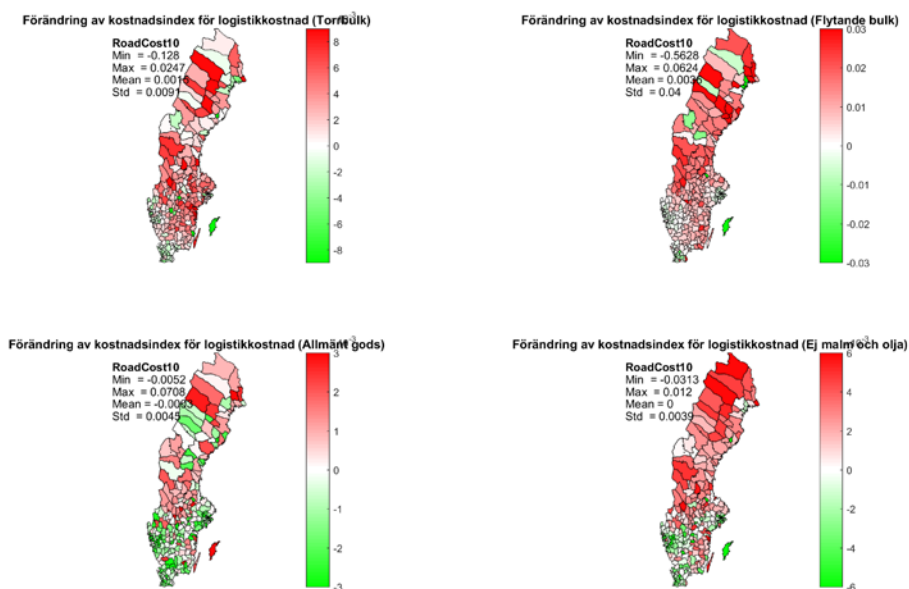 Förändring av kostnadsindex för logistikkostnad (Torrbulk)
RoadCost10
Min = -0.128
Max = 0.0247
Mean = 0.0016
Std = 0.0091
8
6
4
2
0
-2
-4
-6
-8
Förändring av kostnadsindex för logistikkostnad (Flytande bulk)
RoadCost10
Min = -0.5628
Max = 0.0624
Mean = 0.0036
Std = 0.04
0.03
0.02
0.01
0
-0.01
-0.02
-0.03
Förändring av kostnadsindex för logistikkostnad (Allmänt gods)
RoadCost10
Min = -0.0052
Max = 0.0708
Mean = -0.0003
Std = 0.0045
3
2
1
0
-1
-2
-3
Förändring av kostnadsindex för logistikkostnad (Ej malm och olja)
RoadCost10
Min = -0.0313
Max = 0.012
Mean = 0
Std = 0.0039
6
4
2
0
-2
-4
-6